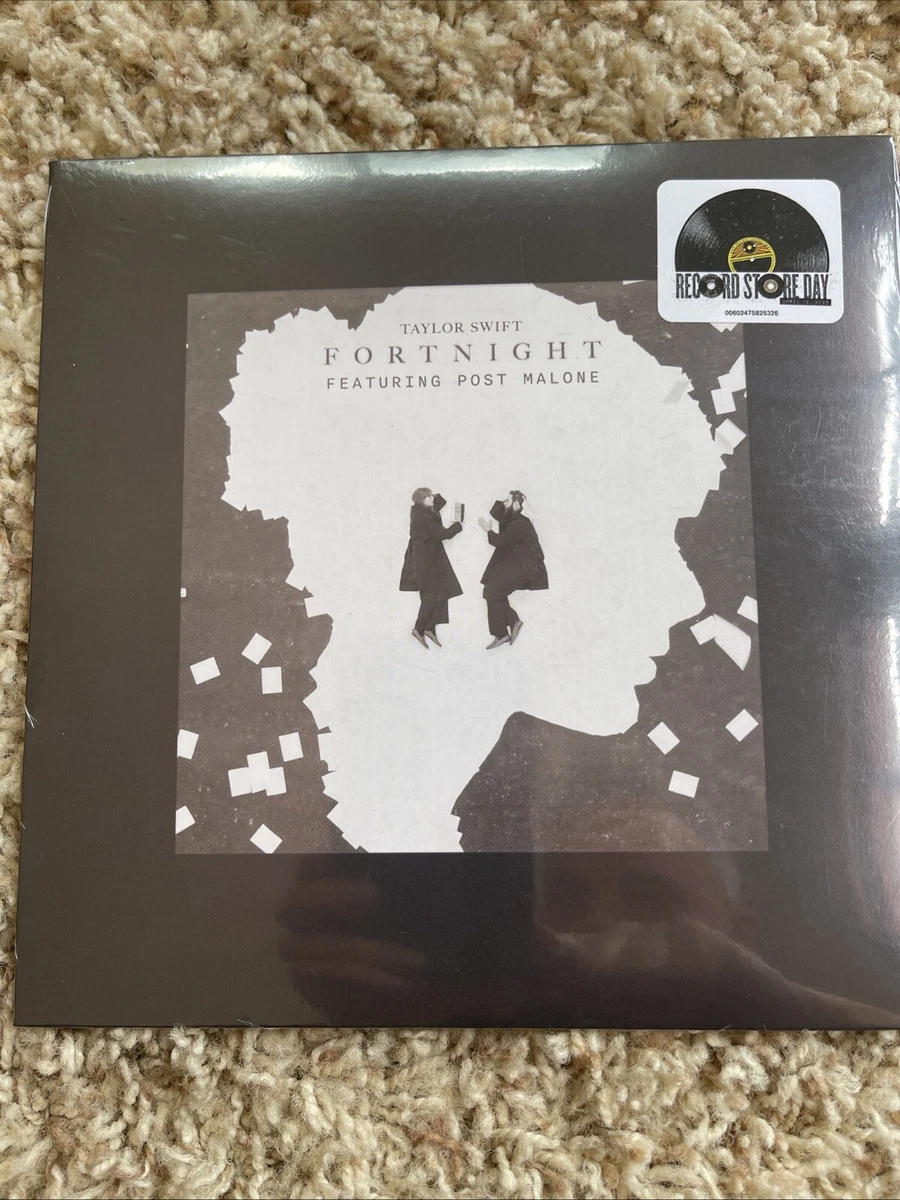 TAYLOR SWIFT
FORTNIGHT
FEATURING POST MALONE
RECORD STORE DAY
00602475825326